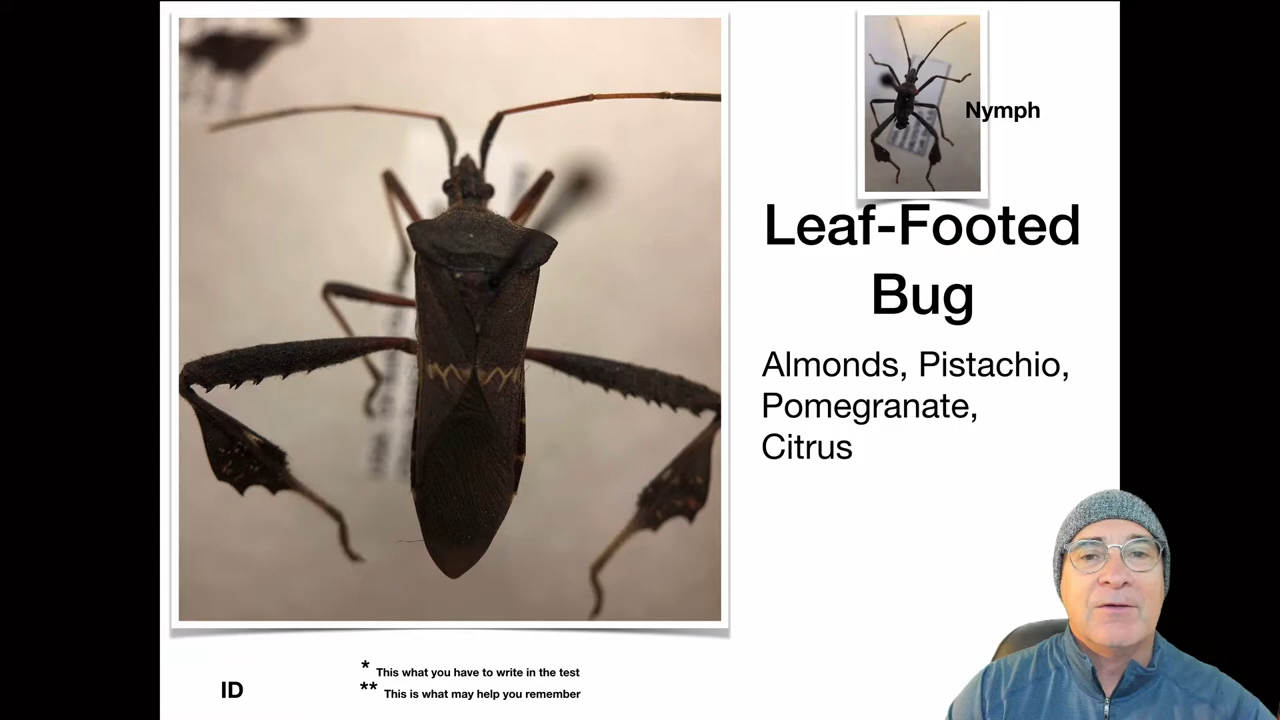 Nymph
Leaf-Footed
Bug
Almonds, Pistachio,
Pomegranate,
Citrus
ID
* This what you have to write in the test
** This is what may help you remember